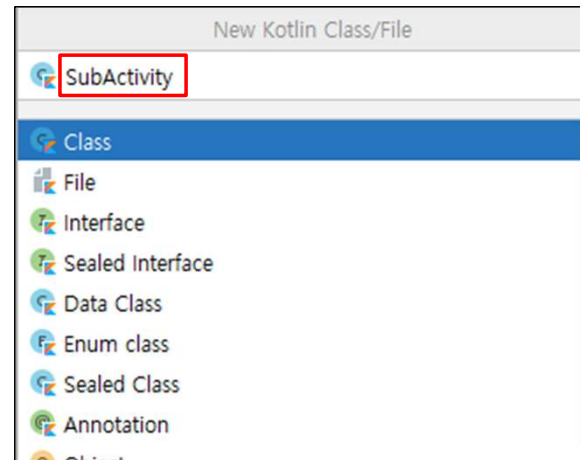 New Kotlin Class/File
SubActivity
Class
File
Interface
Sealed Interface
Data Class
Enum class
Sealed Class
Annotation